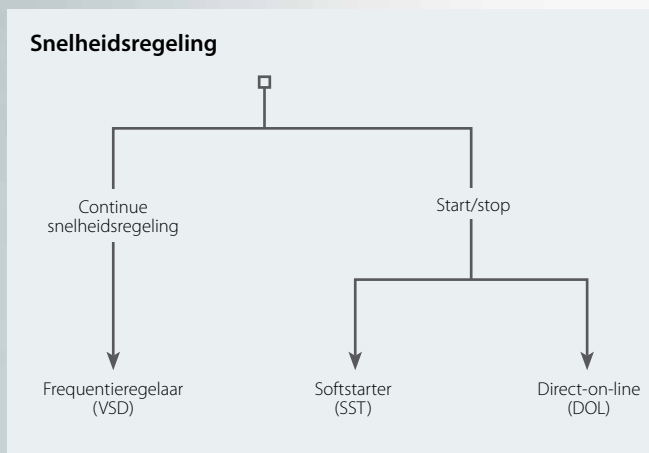 Snelheidsregeling
Continue
snelheidsregeling
Start/stop
Frequentieregelaar
(VSD)
Softstarter
(SST)
Direct-on-line
(DOL)